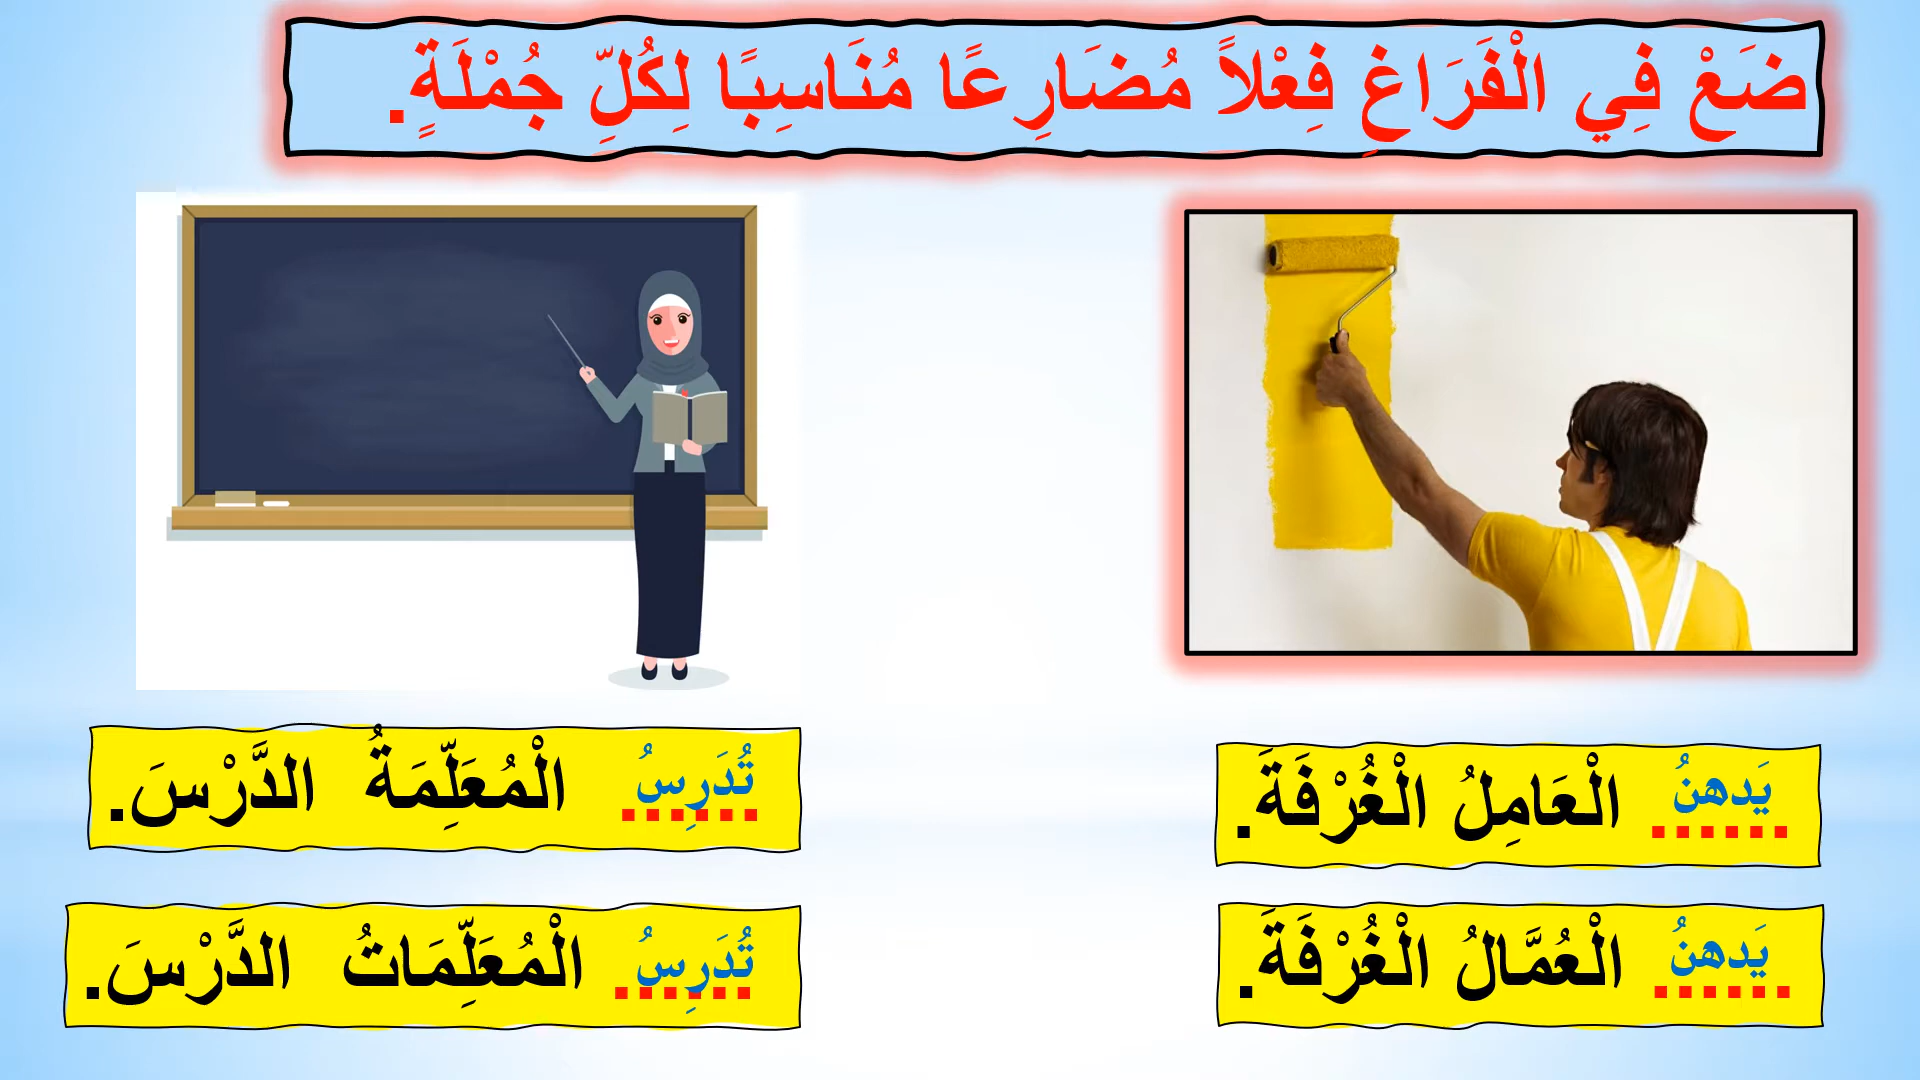 ضَعْ فِي الْفَرَاغِ فِعْلاً مُضَارِعًا مُنَاسِبًا لِكُلِّ جُمْلَةٍ.
يَدهنُ الْعَامِلُ الْغُرْفَةَ.
يَدهنُ الْعُمَّالُ الْغُرْفَةَ.
تُدَرِسُ الْمُعَلِّمَةُ الدَّرْسَ.
تُدَرِسُ الْمُعَلِّمَاتُ الدَّرْسَ.